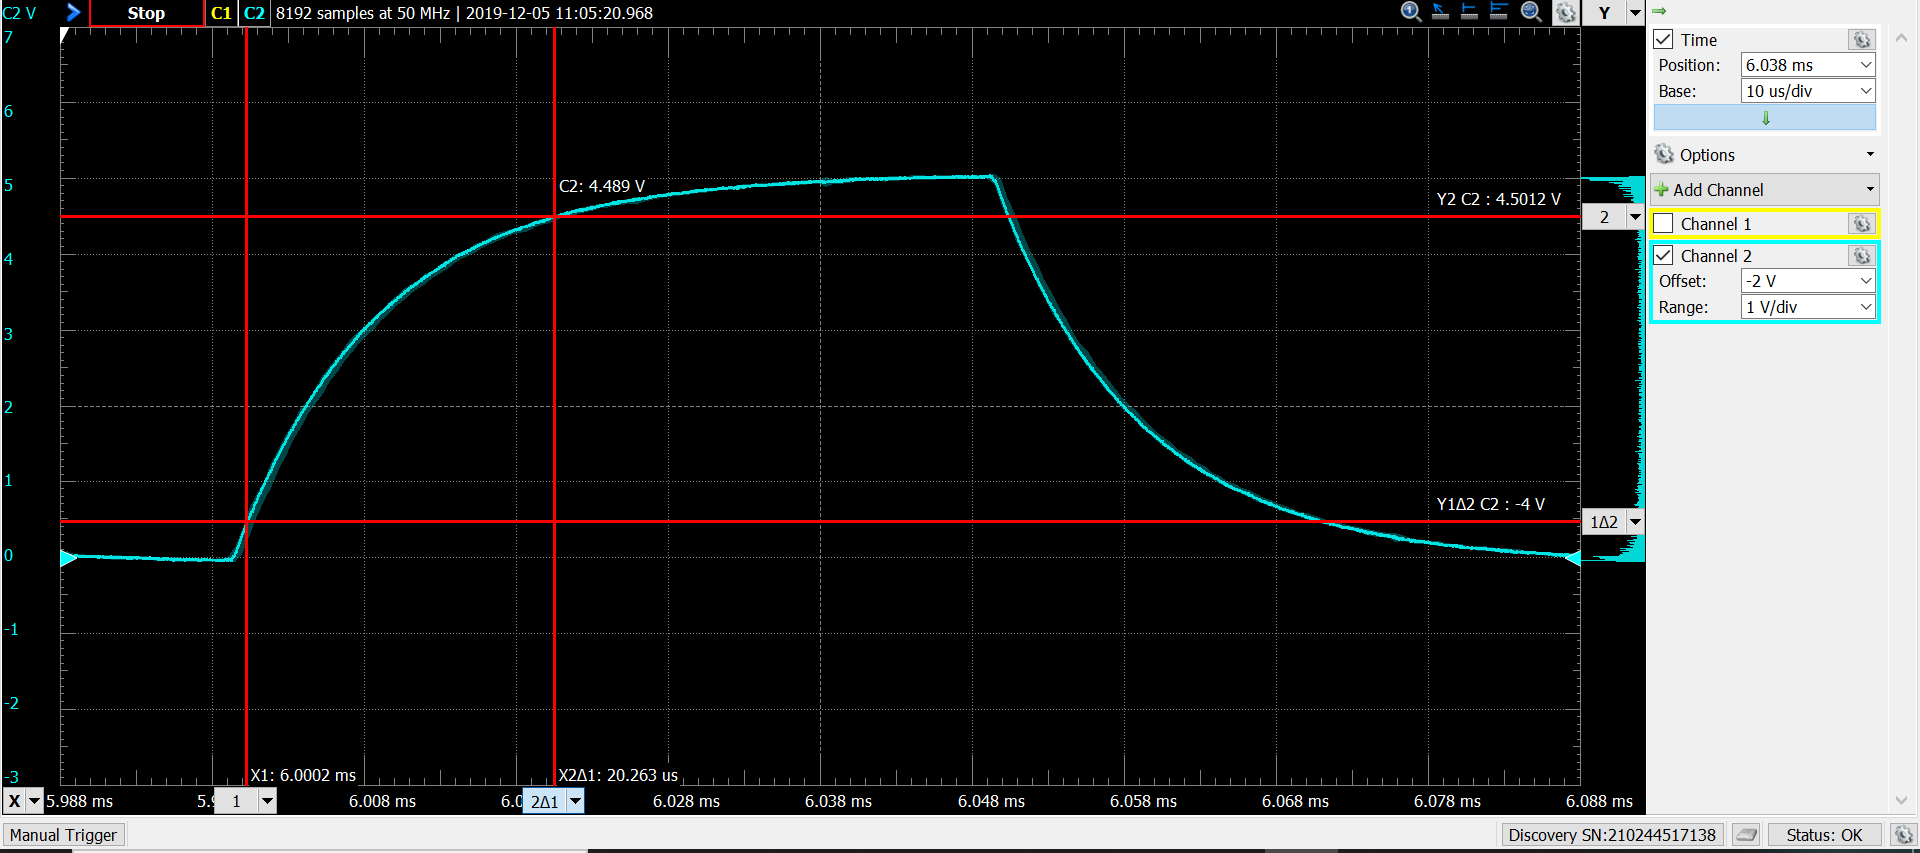 C2 V Stop C1 C2 8192 samples at 50 MHz | 2019-12-05 11:05:20.968 Y
7
6
5
4
3
2
1
0
-1
-2
-3
C2: 4.489 V
Y2 C2 : 4.5012 V
2
Y1Δ2 C2 : -4 V
1Δ2
X1: 6.0002 ms X2Δ1: 20.263 us
X 5.988 ms 5.9 1 6.008 ms 6.0 2Δ1 6.028 ms 6.038 ms 6.048 ms 6.058 ms 6.068 ms 6.078 ms 6.088 ms
Time
Position: 6.038 ms
Base: 10 us/div
Options
Add Channel
Channel 1
Channel 2
Offset: -2 V
Range: 1 V/div
Manual Trigger Discovery SN:210244517138 Status: OK